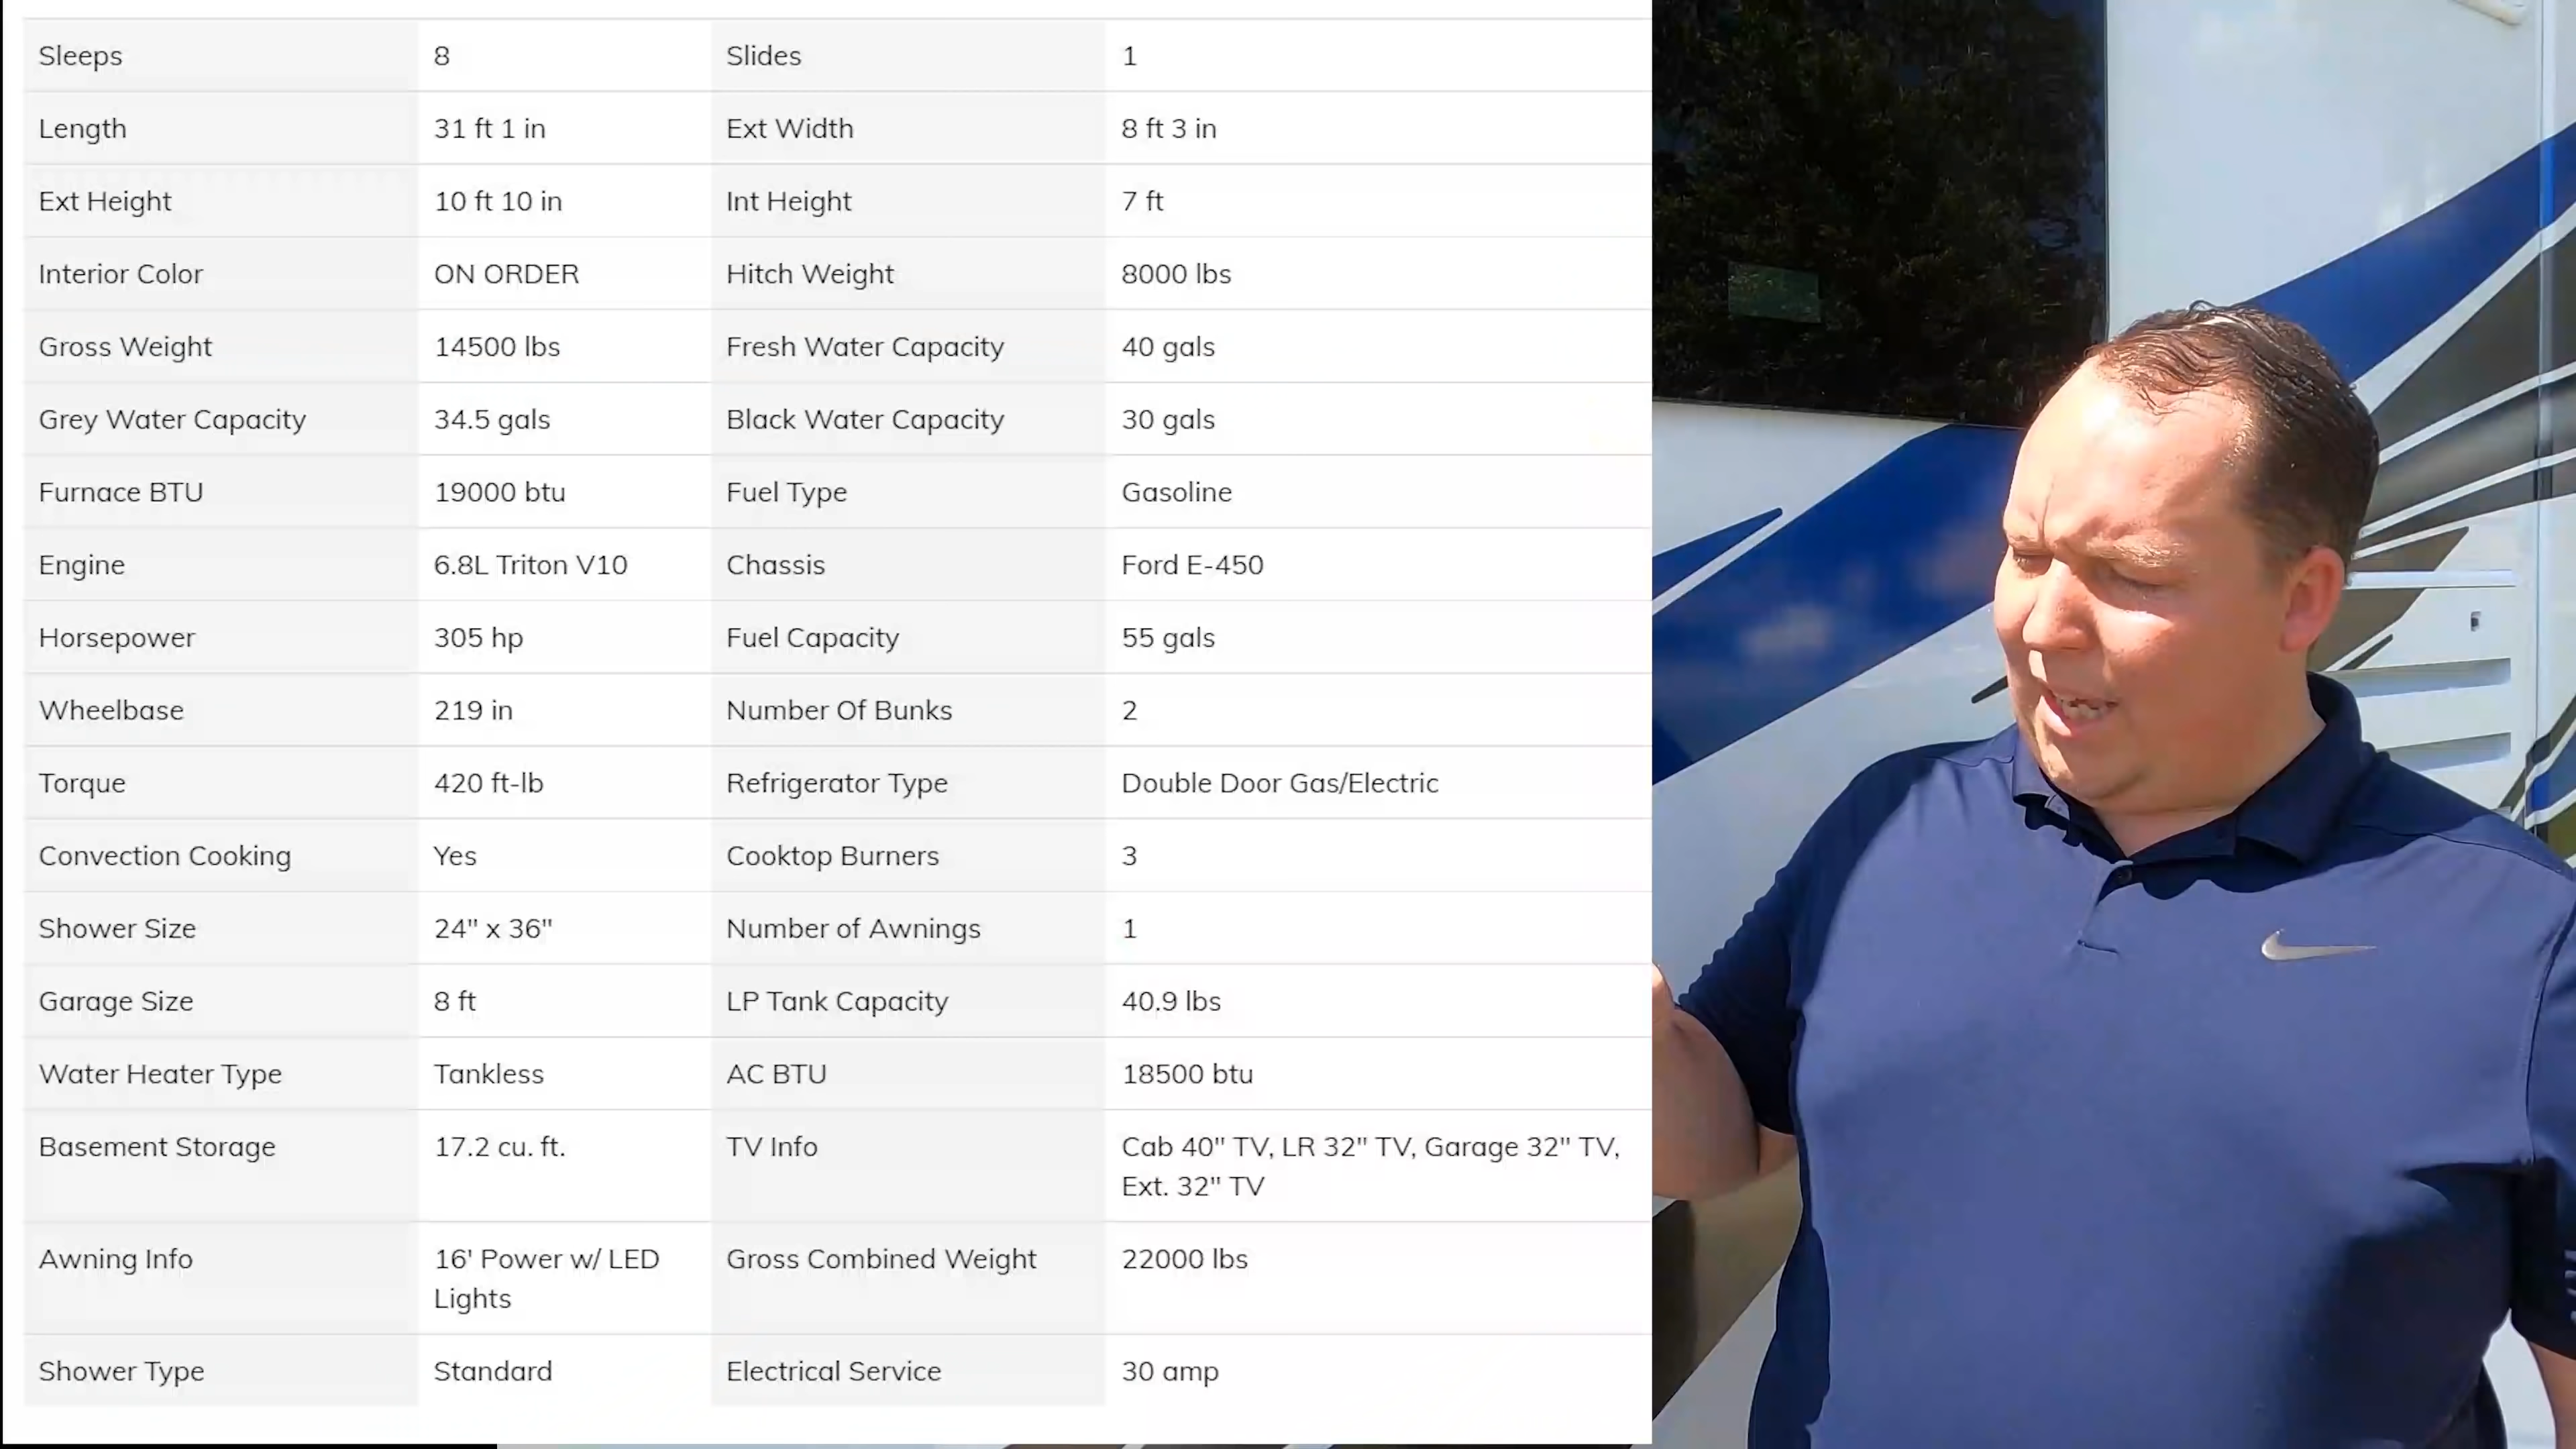 Sleeps 8 Slides 1
Length 31 ft 1 in Ext Width 8 ft 3 in
Ext Height 10 ft 10 in Int Height 7 ft
Interior Color ON ORDER Hitch Weight 8000 lbs
Gross Weight 14500 lbs Fresh Water Capacity 40 gals
Grey Water Capacity 34.5 gals Black Water Capacity 30 gals
Furnace BTU 19000 btu Fuel Type Gasoline
Engine 6.8L Triton V10 Chassis Ford E-450
Horsepower 305 hp Fuel Capacity 55 gals
Wheelbase 219 in Number Of Bunks 2
Torque 420 ft-lb Refrigerator Type Double Door Gas/Electric
Convection Cooking Yes Cooktop Burners 3
Shower Size 24" x 36" Number of Awnings 1
Garage Size 8 ft LP Tank Capacity 40.9 lbs
Water Heater Type Tankless AC BTU 18500 btu
Basement Storage 17.2 cu. ft. TV Info Cab 40" TV, LR 32" TV, Garage 32" TV,
Ext. 32" TV
Awning Info 16' Power w/ LED Gross Combined Weight 22000 lbs
Lights
Shower Type Standard Electrical Service 30 amp